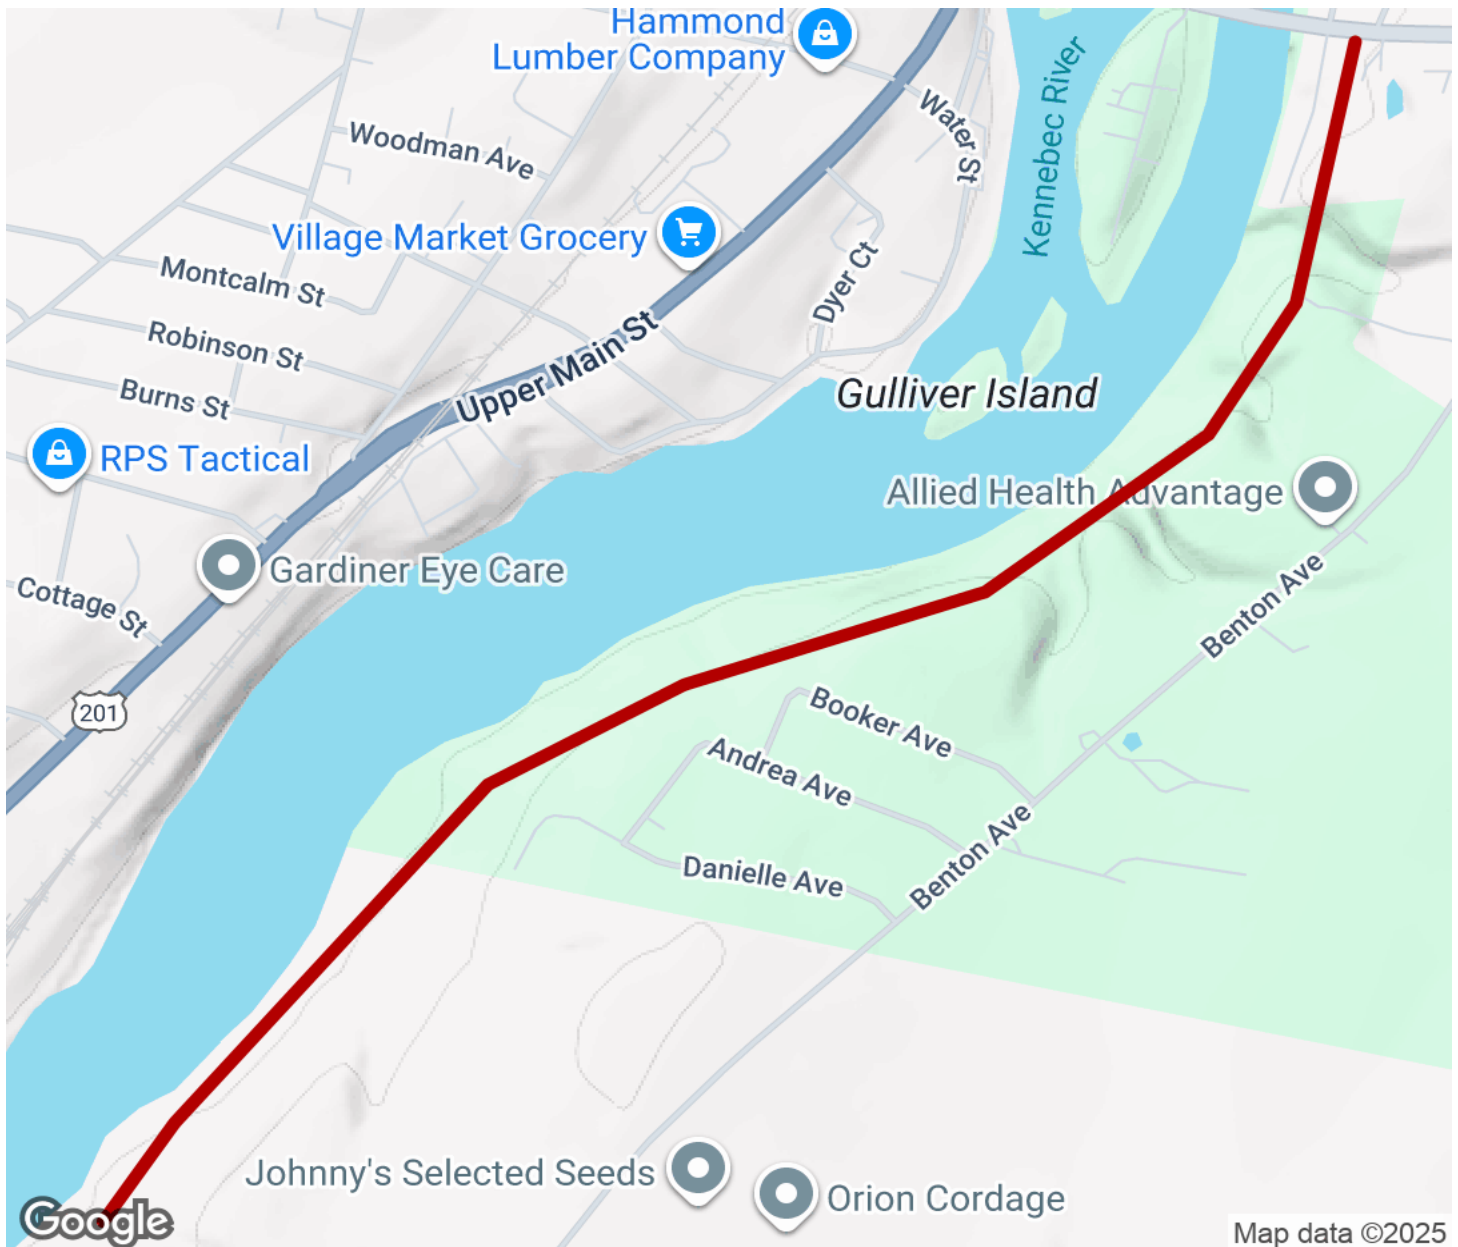 Hammond
Lumber Company
Kennebec River
Water St
Woodman Ave
Village Market Grocery
Dyer Ct
Montcalm St
Robinson St
Upper Main St
Burns St
Gulliver Island
RPS Tactical
Allied Health Advantage
Gardiner Eye Care
Cottage St
Benton Ave
201
Booker Ave
Andrea Ave
Danielle Ave
Benton Ave
Johnny's Selected Seeds
Orion Cordage
Google
Map data ©2025